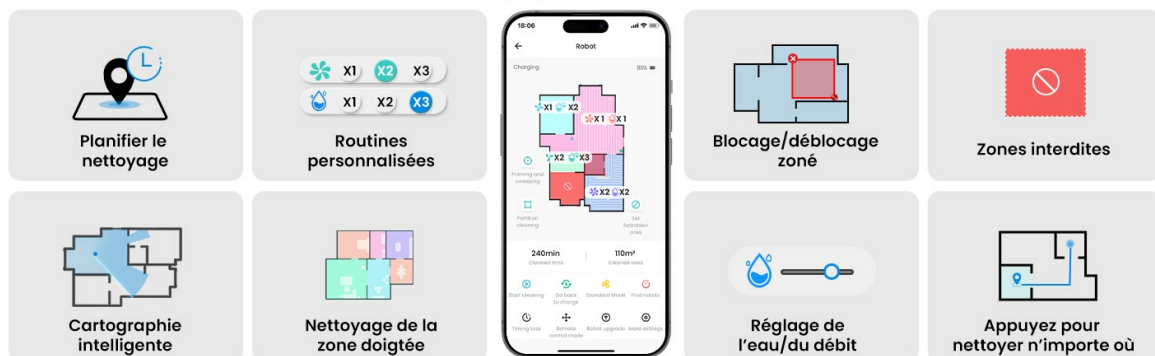 Planifier le
nettoyage
X1 X2 X3
X1 X2 X3
Routines
personnalisées
18:06
Robot
Charging
80%
X1 X2
X1 X1
X2 X3
X2 X2
Pointing and
sweeping
Partition
cleaning
Set
forbidden
area
240min
Cleaned time
110m²
Cleaned area
Start cleaning
Go back
to charge
Standard Mode
Find robots
Timing task
Remote
control mode
Robot upgrade
More settings
Blocage/déblocage
zoné
Zones interdites
Cartographie
intelligente
Nettoyage de la
zone doigtée
Réglage de
l'eau/du débit
Appuyez pour
nettoyer n'importe où